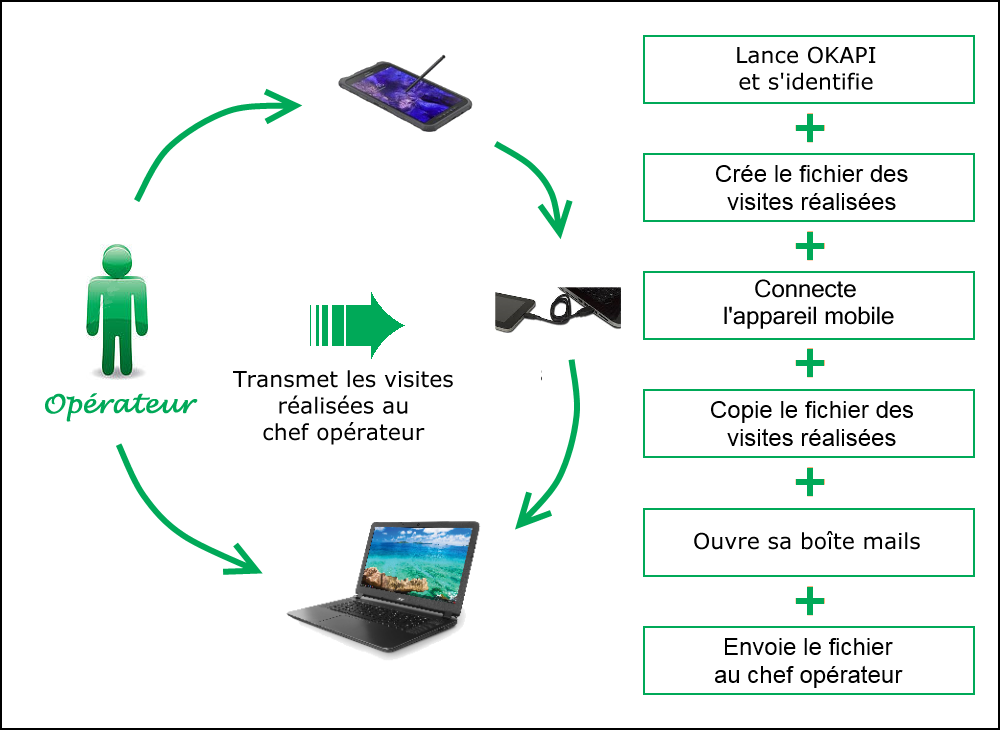 Opérateur
Transmet les visites
réalisées au
chef opérateur
Lance OKAPI
et s'identifie
+
Crée le fichier des
visites réalisées
+
Connecte
l'appareil mobile
+
Copie le fichier des
visites réalisées
+
Ouvre sa boîte mails
+
Envoie le fichier
au chef opérateur